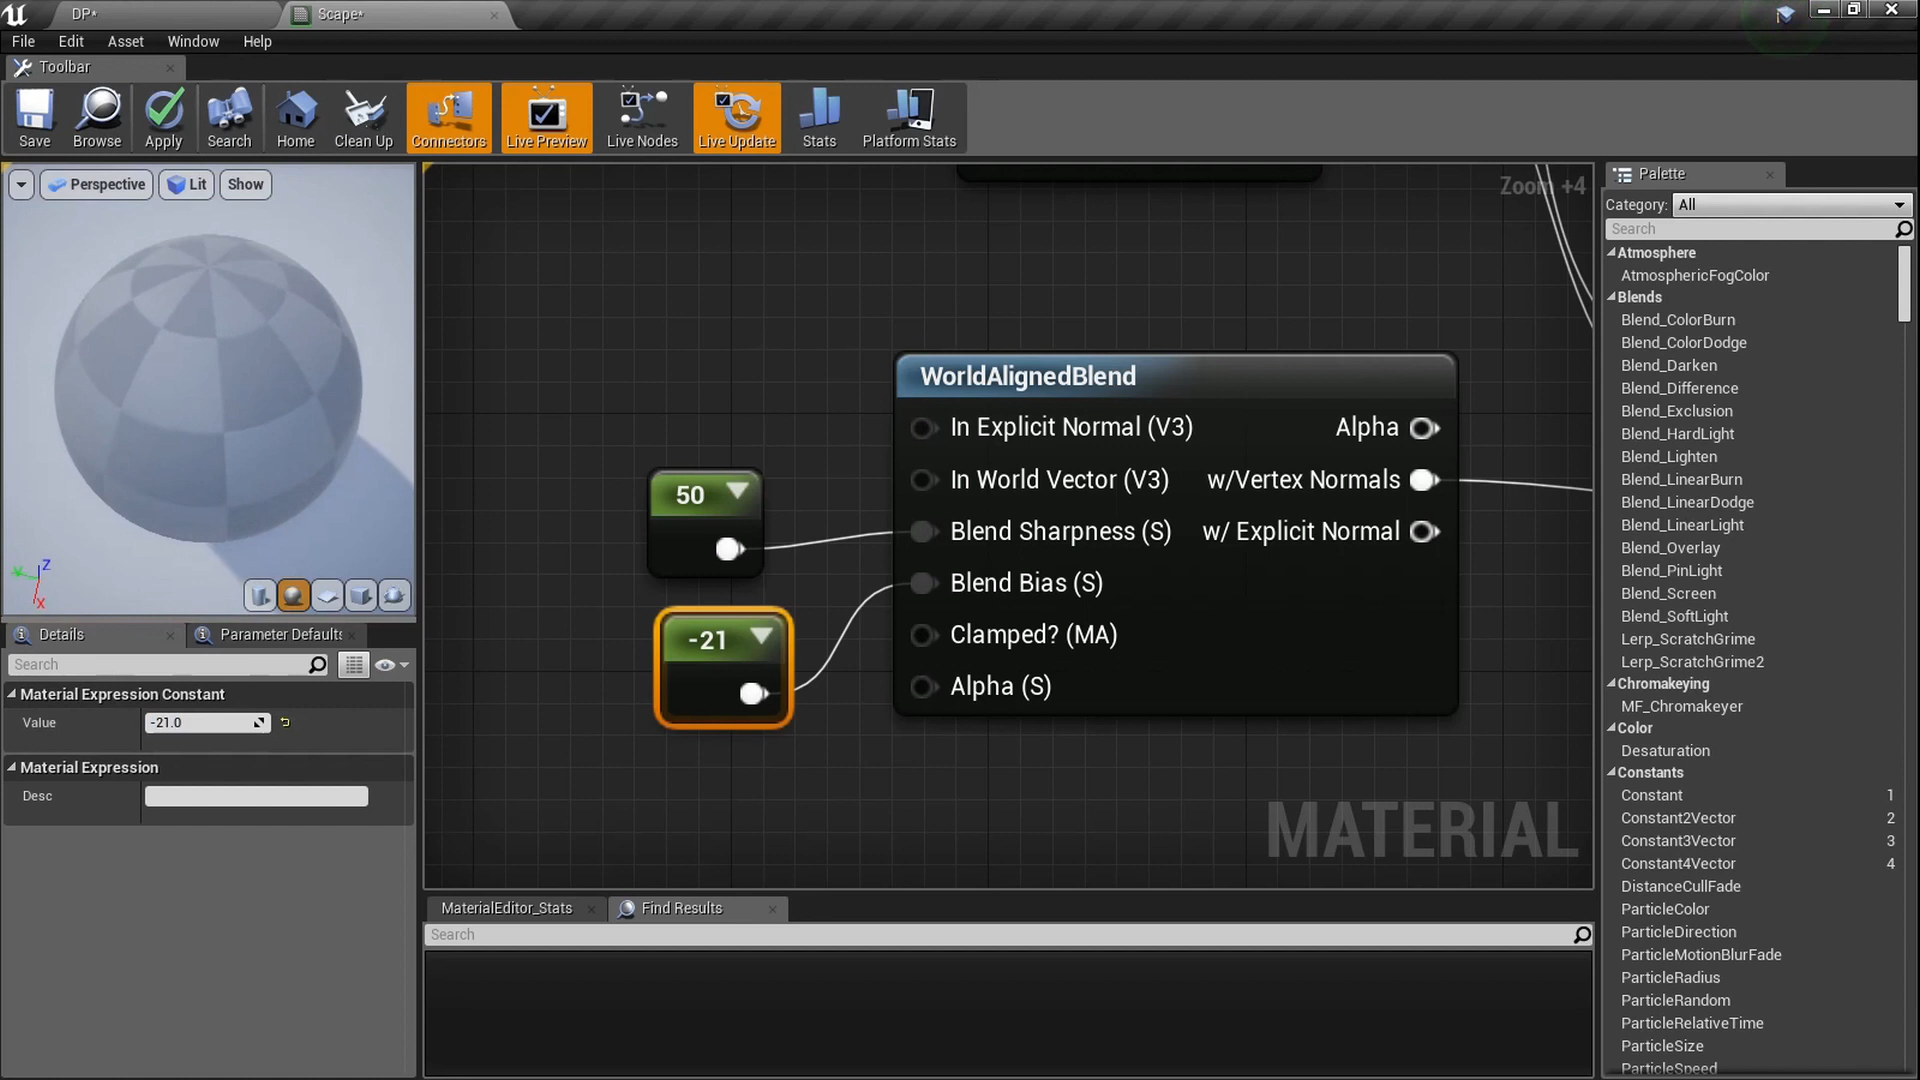 DP*
Scape*
File Edit Asset Window Help
Toolbar
Save Browse Apply Search Home Clean Up Connectors Live Preview Live Nodes Live Update Stats Platform Stats
Perspective Lit Show
Z
Y
X
Zoom +4
WorldAlignedBlend
In Explicit Normal (V3) Alpha
In World Vector (V3) w/Vertex Normals
Blend Sharpness (S) w/ Explicit Normal
Blend Bias (S)
Clamped? (MA)
Alpha (S)
50
-21
MATERIAL
Details Parameter Defaults
Search
Material Expression Constant
Value -21.0
Material Expression
Desc
MaterialEditor_Stats Find Results
Search
Palette
Category: All
Search
Atmosphere
AtmosphericFogColor
Blends
Blend_ColorBurn
Blend_ColorDodge
Blend_Darken
Blend_Difference
Blend_Exclusion
Blend_HardLight
Blend_Lighten
Blend_LinearBurn
Blend_LinearDodge
Blend_LinearLight
Blend_Overlay
Blend_PinLight
Blend_Screen
Blend_SoftLight
Lerp_ScratchGrime
Lerp_ScratchGrime2
Chromakeying
MF_Chromakeyer
Color
Desaturation
Constants
Constant 1
Constant2Vector 2
Constant3Vector 3
Constant4Vector 4
DistanceCullFade
ParticleColor
ParticleDirection
ParticleMotionBlurFade
ParticleRadius
ParticleRandom
ParticleRelativeTime
ParticleSize
ParticleSpeed